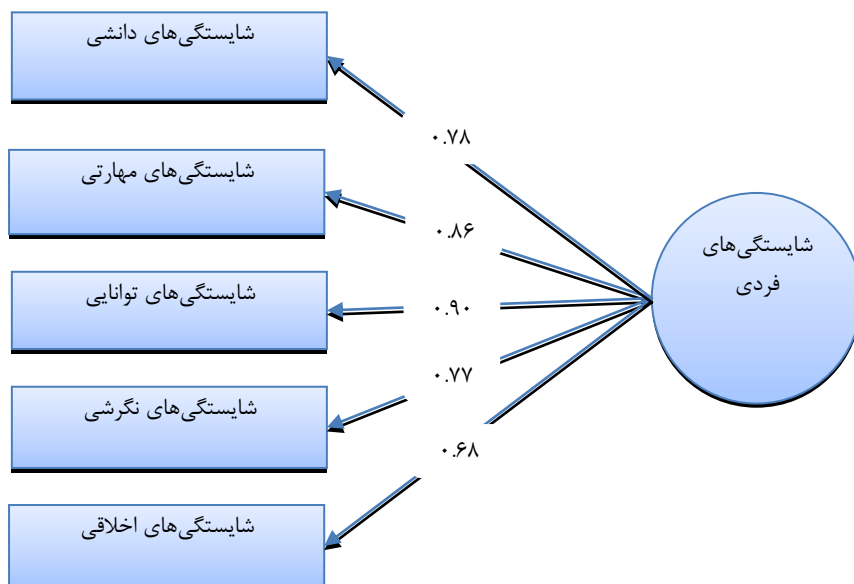 شایستگی‌های دانشی
۰.۷۸
شایستگی‌های مهارتی
۰.۸۶
شایستگی‌های توانایی
۰.۹۰
شایستگی‌های نگرشی
۰.۷۷
شایستگی‌های اخلاقی
۰.۶۸
شایستگی‌های
فردی